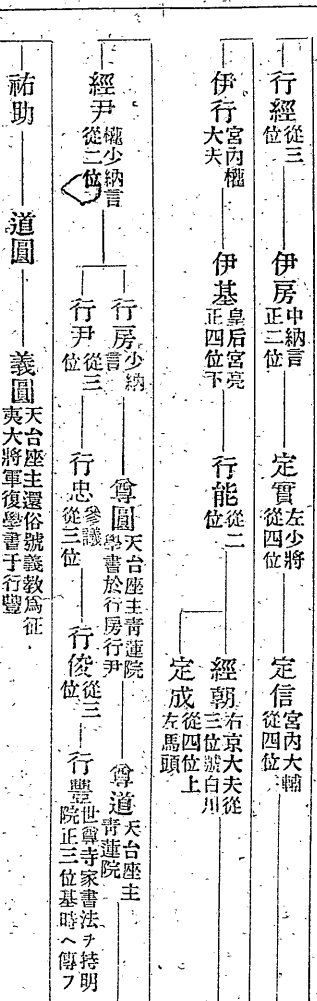 行經 從三位
伊房 中納言正二位
定實 左少將從四位
定信 宮內大輔從四位
伊行 宮內權大夫
伊基 皇后宮亮正四位下
行能 從二位
經朝 右京大夫從三位號白川
定成 從四位上左馬頭
經尹 權少納言從二位
行房 少納言
尊圓 天台座主靑蓮院學書於行房行尹
尊道 天台座主靑蓮院
行尹 從三位
行忠 參議從三位
行俊 從三位
行豐 世尊寺家書法ヲ持明院正三位基時へ傳フ
祐助
道圓
義圓 天台座主還俗號義敎爲征夷大將軍復學書于行豐